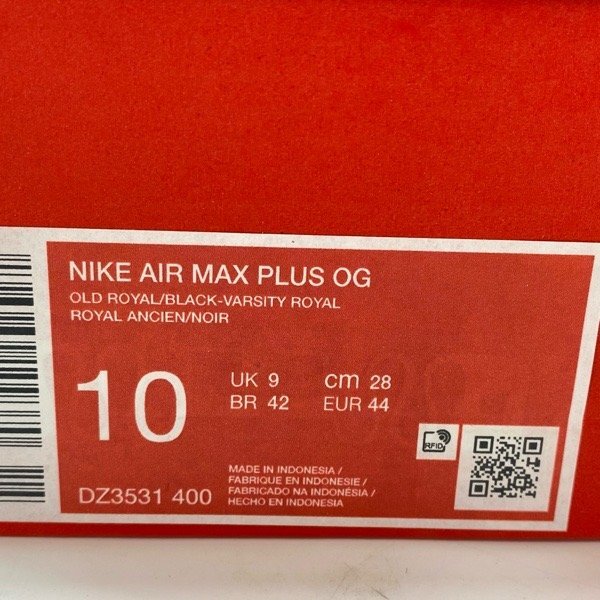 NIKE AIR MAX PLUS OG
OLD ROYAL/BLACK-VARSITY ROYAL
ROYAL ANCIEN/NOIR
10
UK 9 cm 28
BR 42 EUR 44
RFID
DZ3531 400
MADE IN INDONESIA /
FABRIQUE EN INDONESIE /
FABRICADO NA INDONÉSIA /
HECHO EN INDONESIA